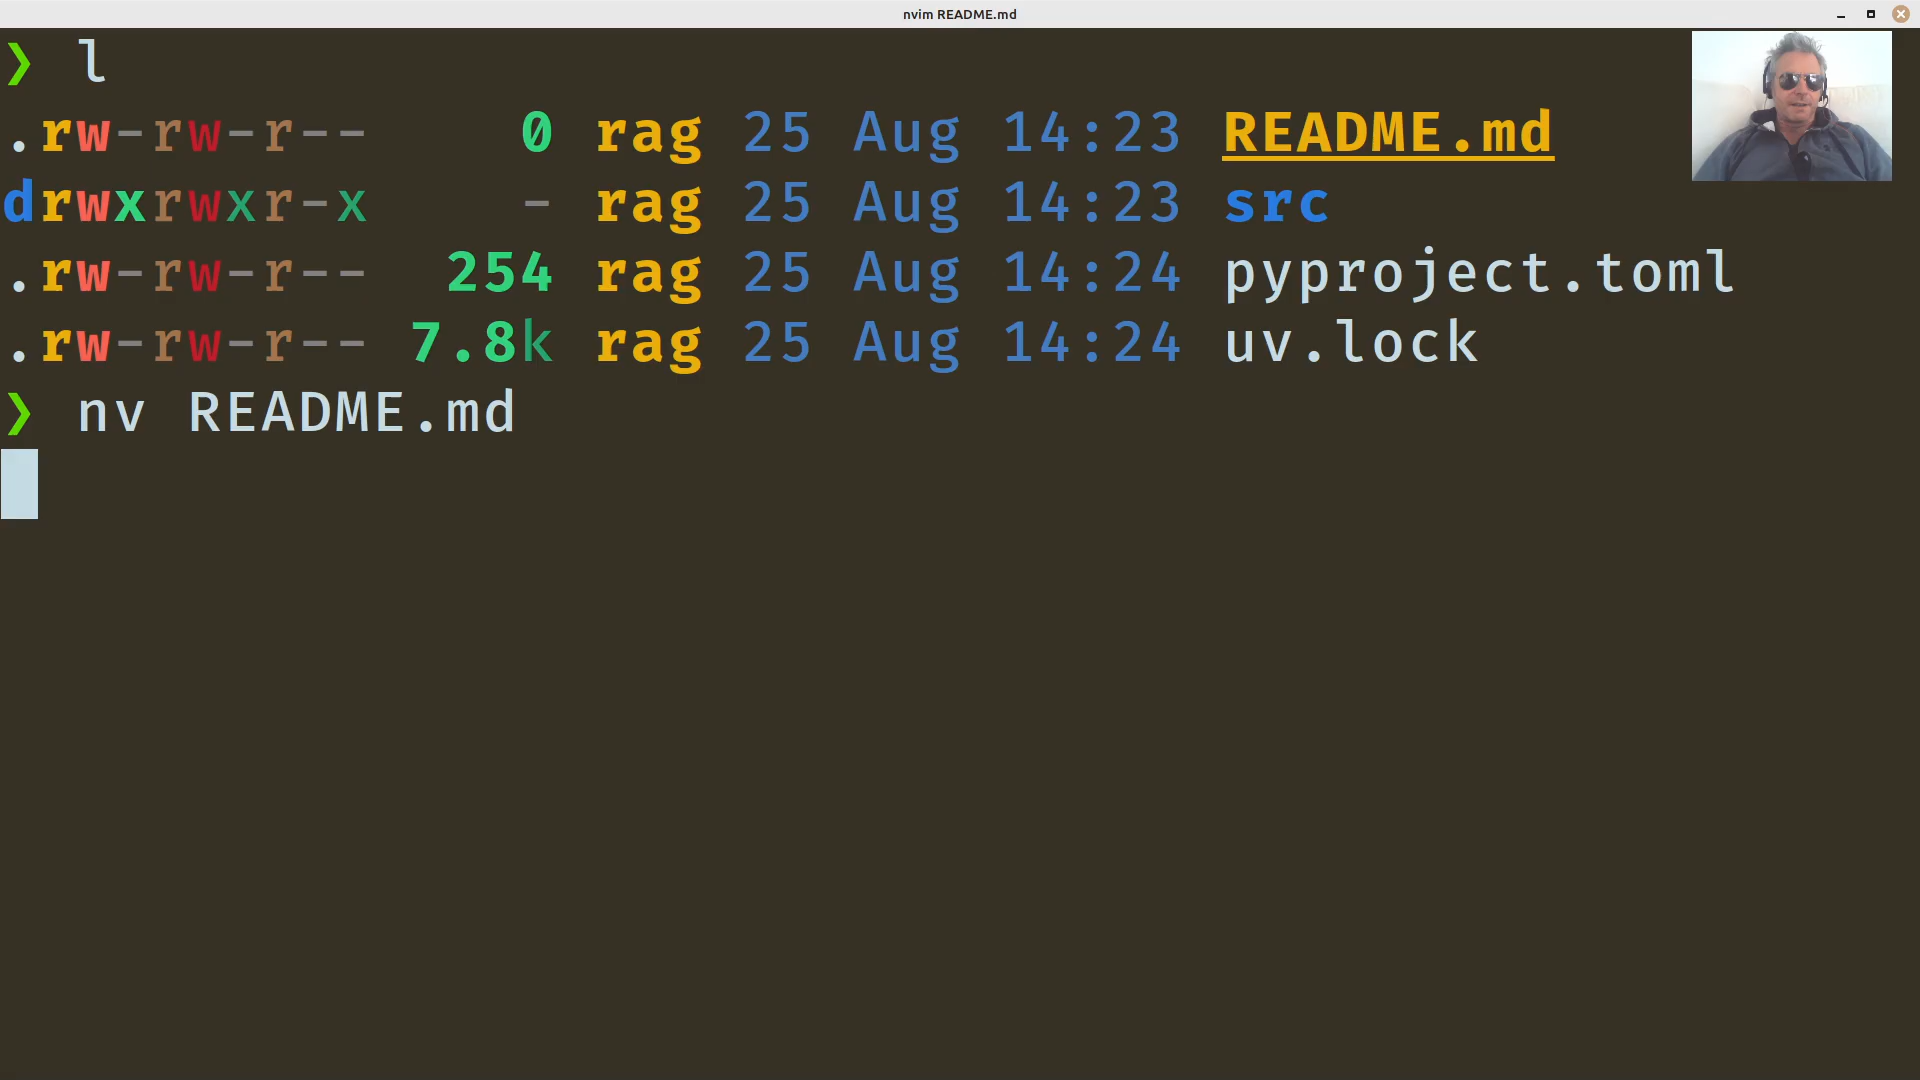 nvim README.md
❯ l
.rw-rw-r-- 0 rag 25 Aug 14:23 README.md
drwxrwxr-x - rag 25 Aug 14:23 src
.rw-rw-r-- 254 rag 25 Aug 14:24 pyproject.toml
.rw-rw-r-- 7.8k rag 25 Aug 14:24 uv.lock
❯ nv README.md